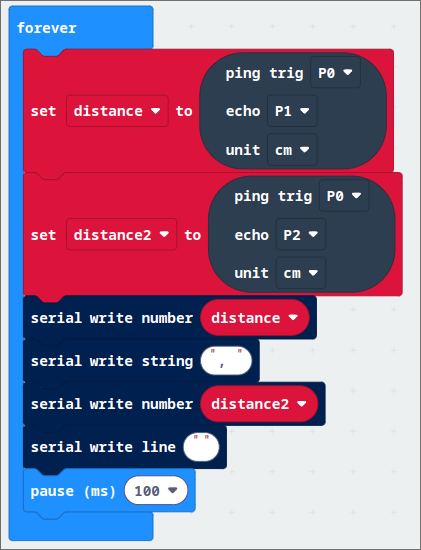 forever
ping trig P0
set distance to echo P1
unit cm
ping trig P0
set distance2 to echo P2
unit cm
serial write number distance
serial write string " , "
serial write number distance2
serial write line " "
pause (ms) 100